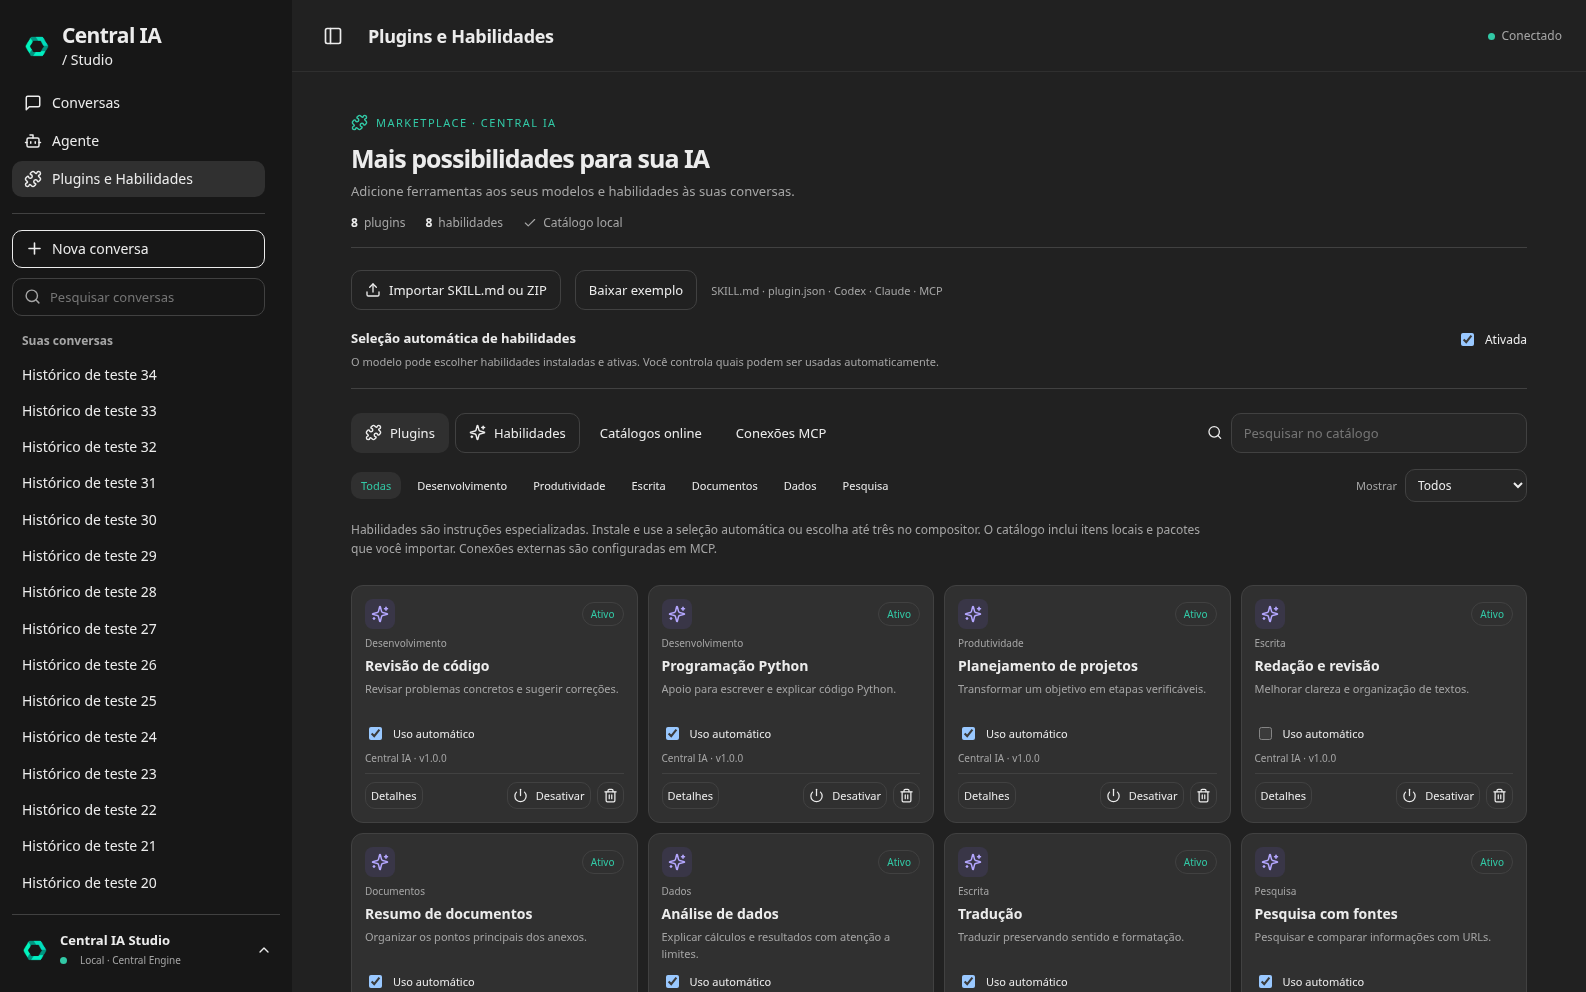 Central IA
/ Studio
Conversas
Agente
Plugins e Habilidades
Nova conversa
Pesquisar conversas
Suas conversas
Histórico de teste 34
Histórico de teste 33
Histórico de teste 32
Histórico de teste 31
Histórico de teste 30
Histórico de teste 29
Histórico de teste 28
Histórico de teste 27
Histórico de teste 26
Histórico de teste 25
Histórico de teste 24
Histórico de teste 23
Histórico de teste 22
Histórico de teste 21
Histórico de teste 20
Central IA Studio
Local · Central Engine
Plugins e Habilidades
Conectado
MARKETPLACE · CENTRAL IA
Mais possibilidades para sua IA
Adicione ferramentas aos seus modelos e habilidades às suas conversas.
8 plugins 8 habilidades Catálogo local
Importar SKILL.md ou ZIP Baixar exemplo SKILL.md · plugin.json · Codex · Claude · MCP
Seleção automática de habilidades
Ativada
O modelo pode escolher habilidades instaladas e ativas. Você controla quais podem ser usadas automaticamente.
Plugins Habilidades Catálogos online Conexões MCP Pesquisar no catálogo
Todas Desenvolvimento Produtividade Escrita Documentos Dados Pesquisa Mostrar Todos
Habilidades são instruções especializadas. Instale e use a seleção automática ou escolha até três no compositor. O catálogo inclui itens locais e pacotes
que você importar. Conexões externas são configuradas em MCP.
Ativo
Desenvolvimento
Revisão de código
Revisar problemas concretos e sugerir correções.
Uso automático
Central IA · v1.0.0
Detalhes Desativar
Ativo
Desenvolvimento
Programação Python
Apoio para escrever e explicar código Python.
Uso automático
Central IA · v1.0.0
Detalhes Desativar
Ativo
Produtividade
Planejamento de projetos
Transformar um objetivo em etapas verificáveis.
Uso automático
Central IA · v1.0.0
Detalhes Desativar
Ativo
Escrita
Redação e revisão
Melhorar clareza e organização de textos.
Uso automático
Central IA · v1.0.0
Detalhes Desativar
Ativo
Documentos
Resumo de documentos
Organizar os pontos principais dos anexos.
Uso automático
Ativo
Dados
Análise de dados
Explicar cálculos e resultados com atenção a
limites.
Uso automático
Ativo
Escrita
Tradução
Traduzir preservando sentido e formatação.
Uso automático
Ativo
Pesquisa
Pesquisa com fontes
Pesquisar e comparar informações com URLs.
Uso automático